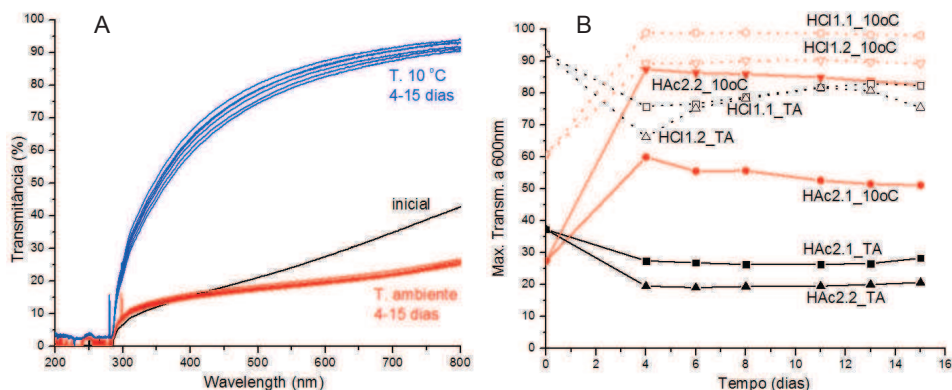 A
T. 10 °C
4-15 dias
inicial
T. ambiente
4-15 dias
Transmitância (%)
100
90
80
70
60
50
40
30
20
10
0
200 300 400 500 600 700 800
Wavelength (nm)
B
HCl1.1_10oC
HCl1.2_10oC
HAc2.2_10oC
HCl1.1_TA
HCl1.2_TA
HAc2.1_10oC
HAc2.1_TA
HAc2.2_TA
Max. Transm. a 600nm
100
90
80
70
60
50
40
30
20
10
0
0 2 4 6 8 10 12 14 16
Tempo (dias)